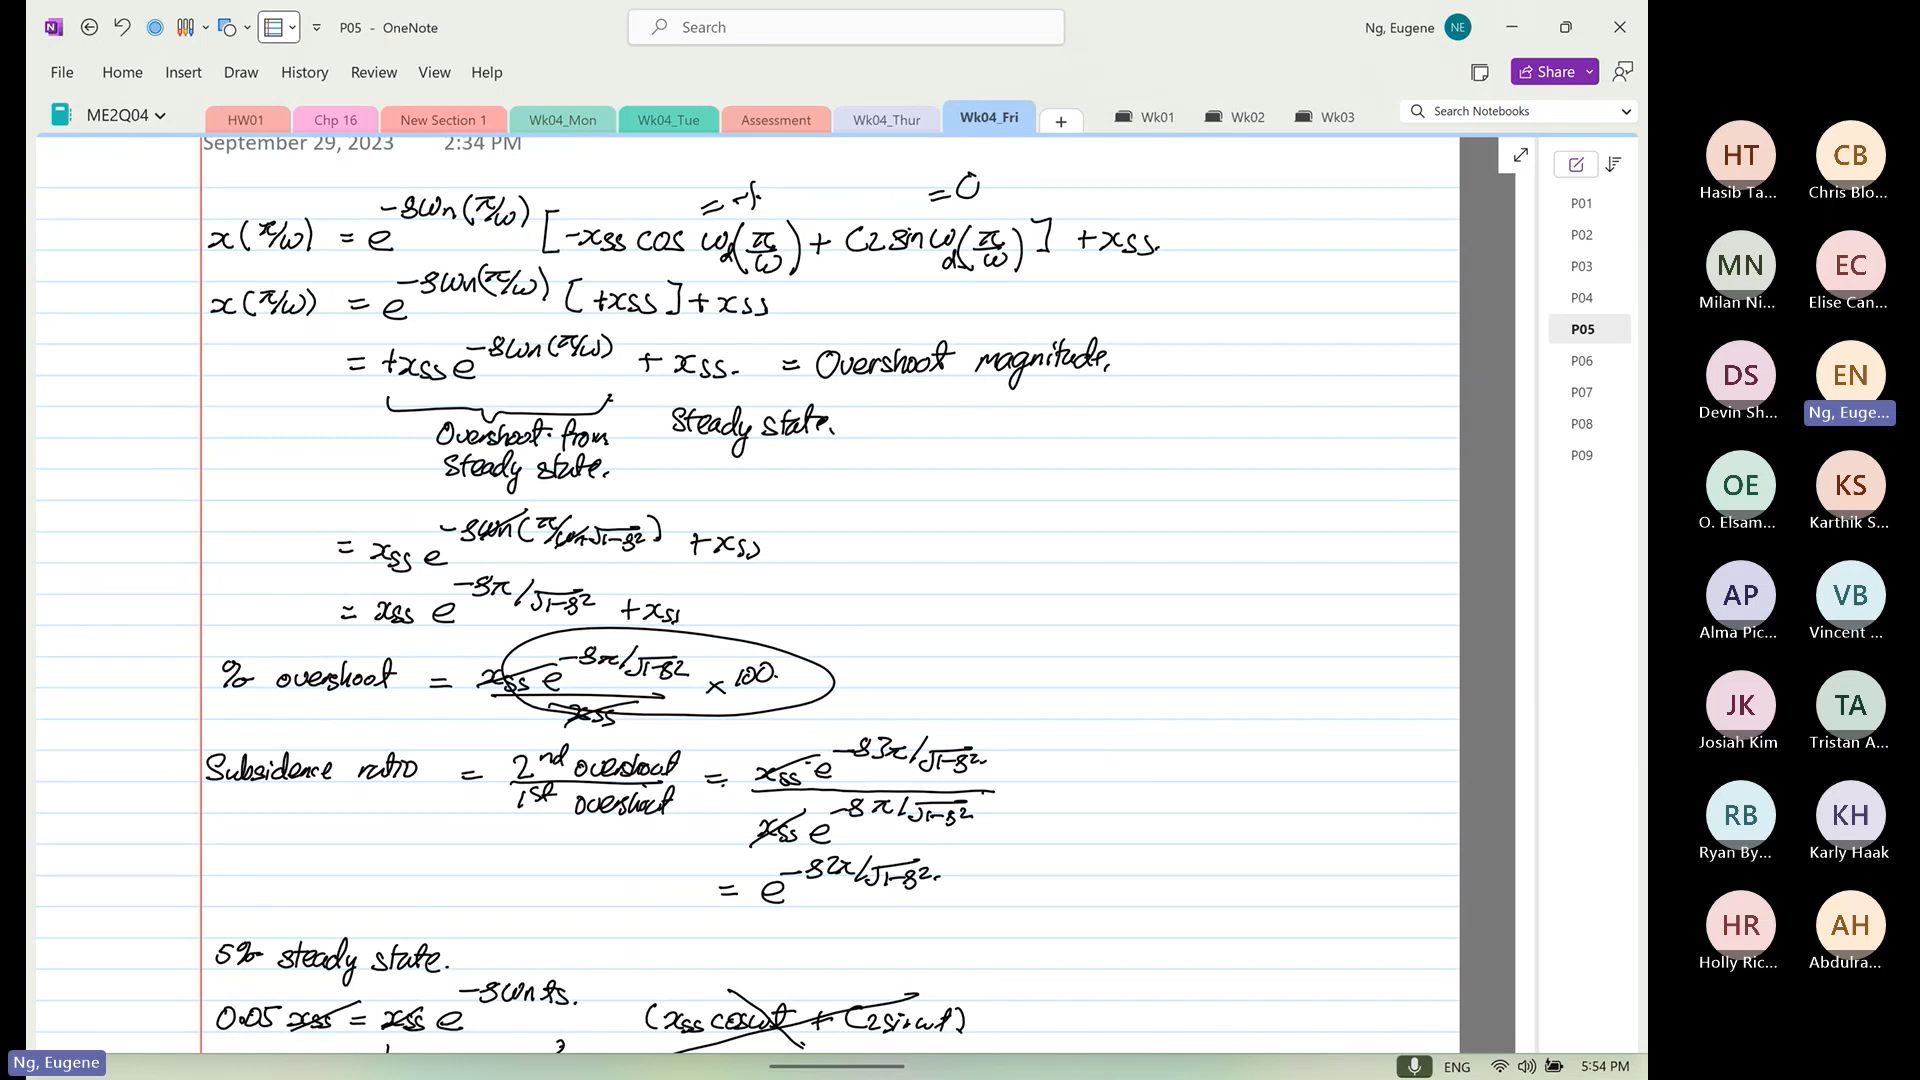 P05 - OneNote
Search
Ng, Eugene
NE
File Home Insert Draw History Review View Help
Share
ME2Q04
HW01
Chp 16
New Section 1
Wk04_Mon
Wk04_Tue
Assessment
Wk04_Thur
Wk04_Fri
+
Wk01
Wk02
Wk03
Search Notebooks
September 29, 2023 2:34 PM
= -1 = 0
x(π/ω) = e^-ζωn(π/ω) [-xss cos ωd(π/ω) + C2 sin ωd(π/ω)] + xss.
x(π/ω) = e^-ζωn(π/ω) [+xss] + xss
= +xss e^-ζωn(π/ω) + xss. = Overshoot magnitude.
Overshoot from steady state.
Steady state.
= xss e^-ζωn(π/ωn√1-ζ²) + xss
= xss e^-ζπ/√1-ζ² + xss
% overshoot = xss e^-ζπ/√1-ζ² / xss × 100.
Subsidence ratio = 2nd overshoot / 1st overshoot = xss e^-ζ3π/√1-ζ² / xss e^-ζπ/√1-ζ²
= e^-ζ2π/√1-ζ².
5% steady state.
0.05 xss = xss e^-ζωnts. (xss cosωt + C2 sinωt)
P01
P02
P03
P04
P05
P06
P07
P08
P09
HT
Hasib Ta...
CB
Chris Blo...
MN
Milan Ni...
EC
Elise Can...
DS
Devin Sh...
EN
Ng, Euge...
OE
O. Elsam...
KS
Karthik S...
AP
Alma Pic...
VB
Vincent ...
JK
Josiah Kim
TA
Tristan A...
RB
Ryan By...
KH
Karly Haak
HR
Holly Ric...
AH
Abdulra...
Ng, Eugene
ENG
5:54 PM